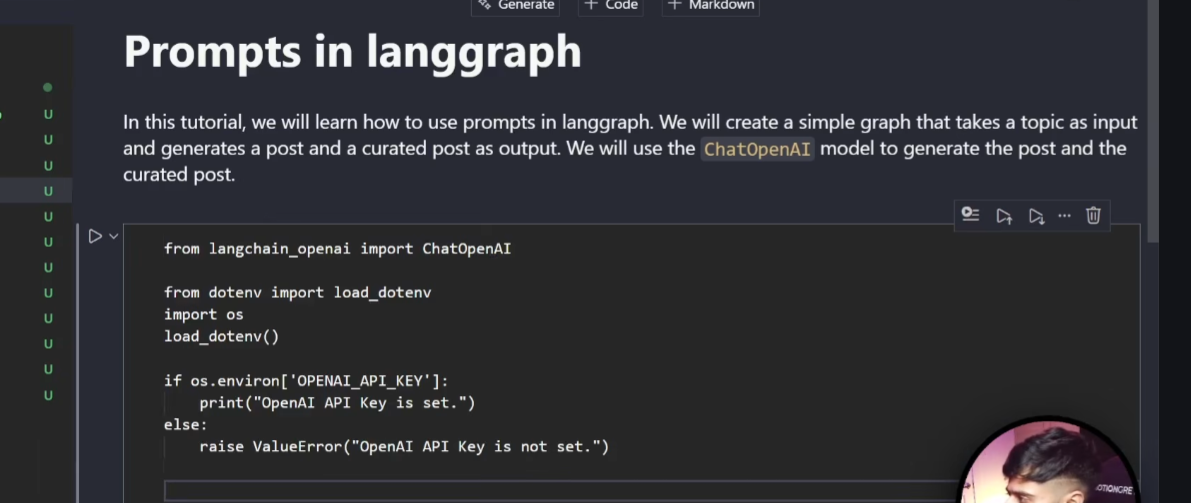 Generate
Code
Markdown
Prompts in langgraph
In this tutorial, we will learn how to use prompts in langgraph. We will create a simple graph that takes a topic as input
and generates a post and a curated post as output. We will use the ChatOpenAI model to generate the post and the
curated post.
U
U
U
U
U
U
U
U
U
U
U
U
from langchain_openai import ChatOpenAI
from dotenv import load_dotenv
import os
load_dotenv()
if os.environ['OPENAI_API_KEY']:
print("OpenAI API Key is set.")
else:
raise ValueError("OpenAI API Key is not set.")